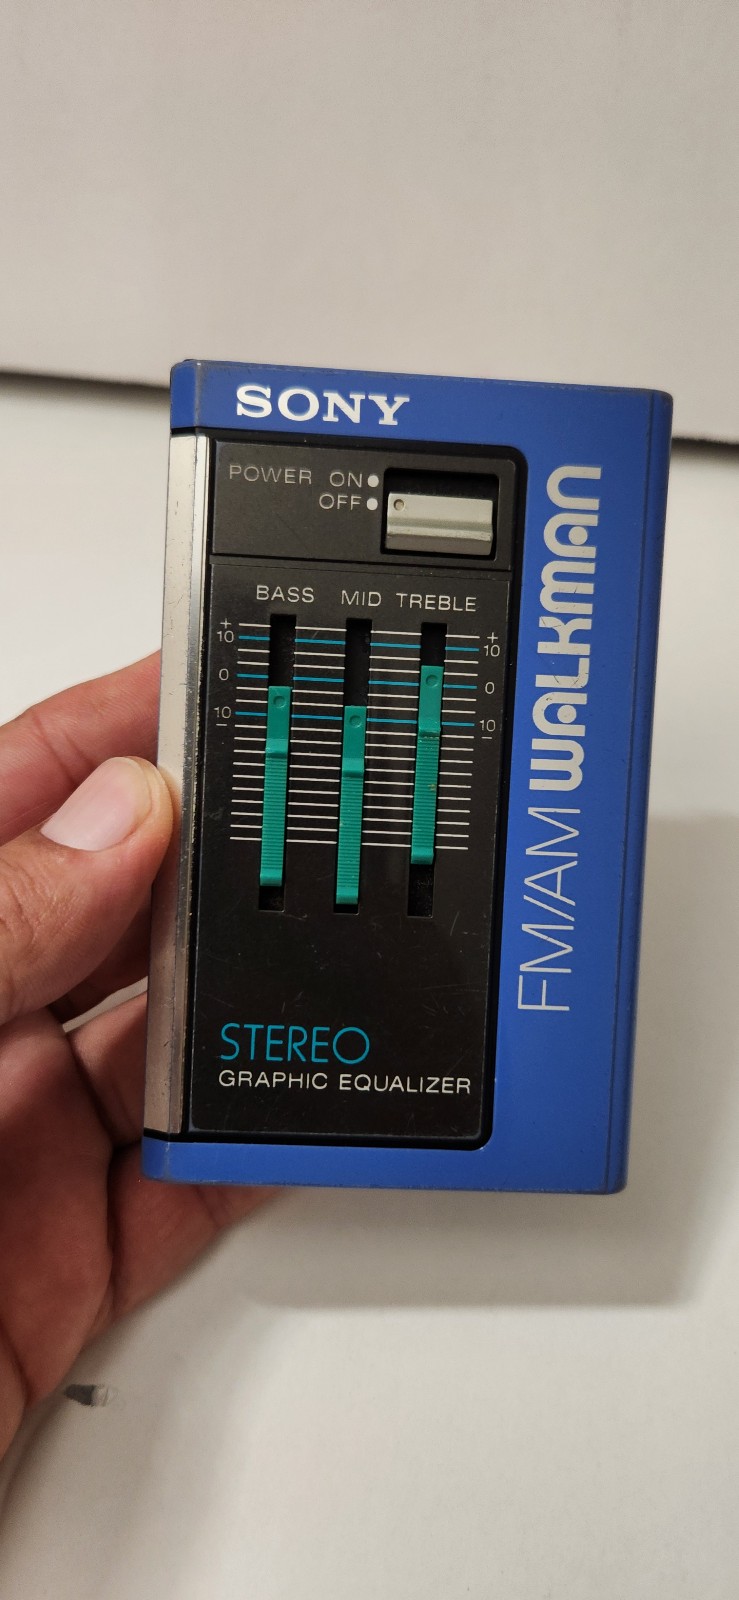 SONY
POWER ON
OFF
BASS MID TREBLE
+ +
10 10
0 0
10 10
- -
STEREO
GRAPHIC EQUALIZER
FM/AM WALKMAN